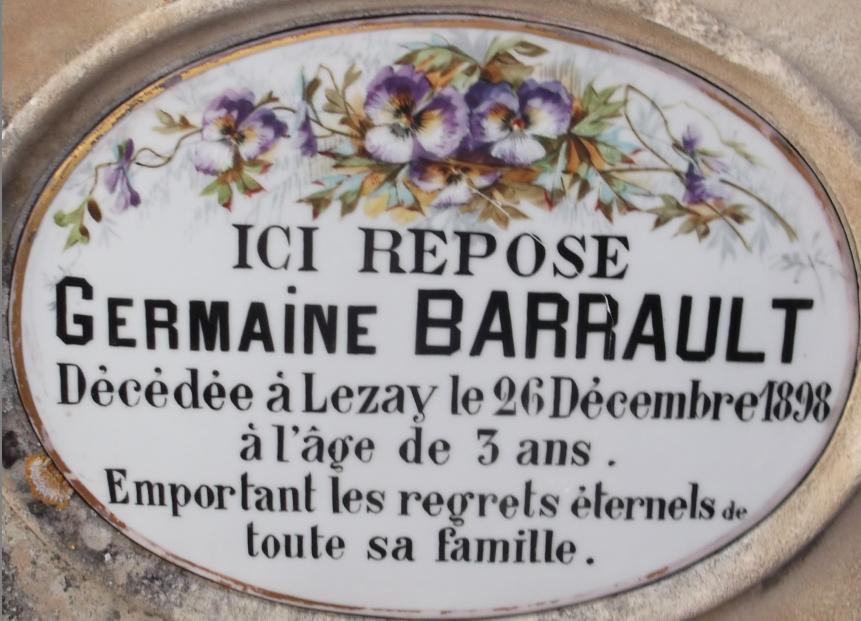 ICI REPOSE
GERMAINE BARRAULT
Décédée à Lezay le 26 Décembre 1898
à l'âge de 3 ans.
Emportant les regrets éternels de
toute sa famille.